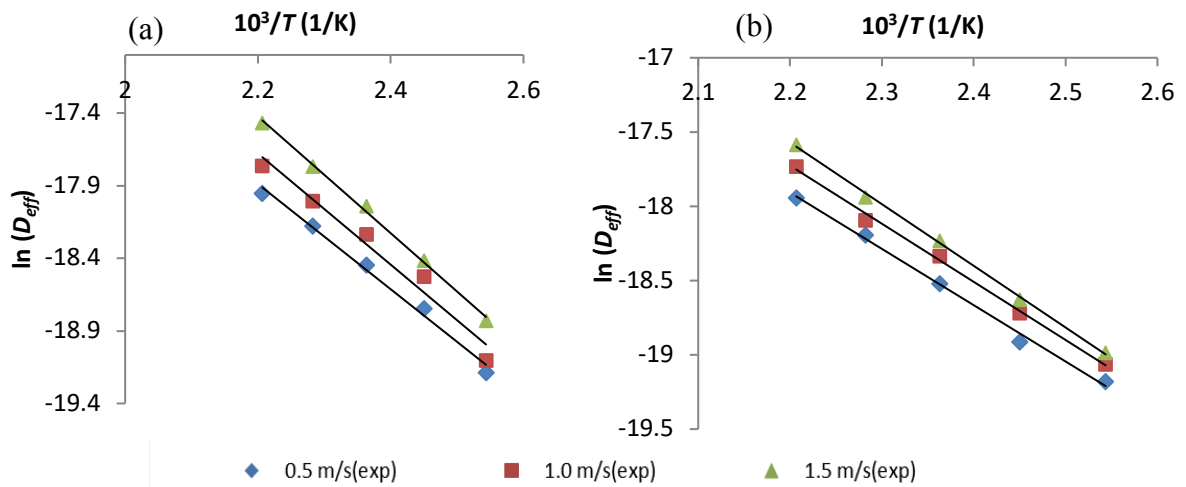 (a)
10³/T (1/K)
2
2.2
2.4
2.6
-17.4
-17.9
-18.4
-18.9
-19.4
ln (Deff)
(b)
10³/T (1/K)
-17
2.1
2.2
2.3
2.4
2.5
2.6
-17.5
-18
-18.5
-19
-19.5
ln (Deff)
0.5 m/s(exp)
1.0 m/s(exp)
1.5 m/s(exp)